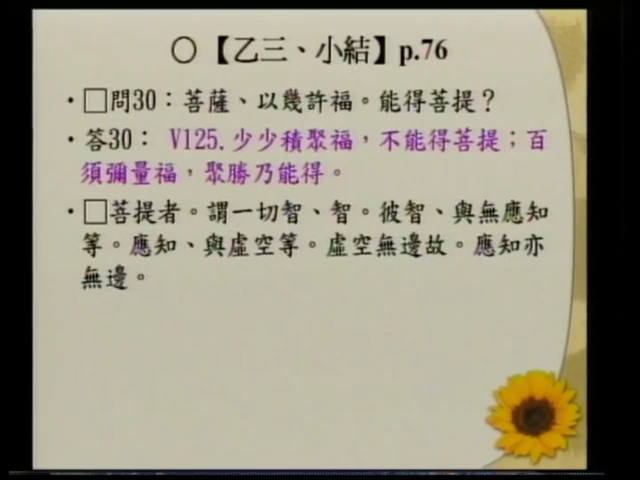 ○【乙三、小結】p.76
•□問30：菩薩、以幾許福。能得菩提？
•答30： V125.少少積聚福，不能得菩提；百
須彌量福，聚勝乃能得。
•□菩提者。謂一切智、智。彼智、與無應知
等。應知、與虛空等。虛空無邊故。應知亦
無邊。